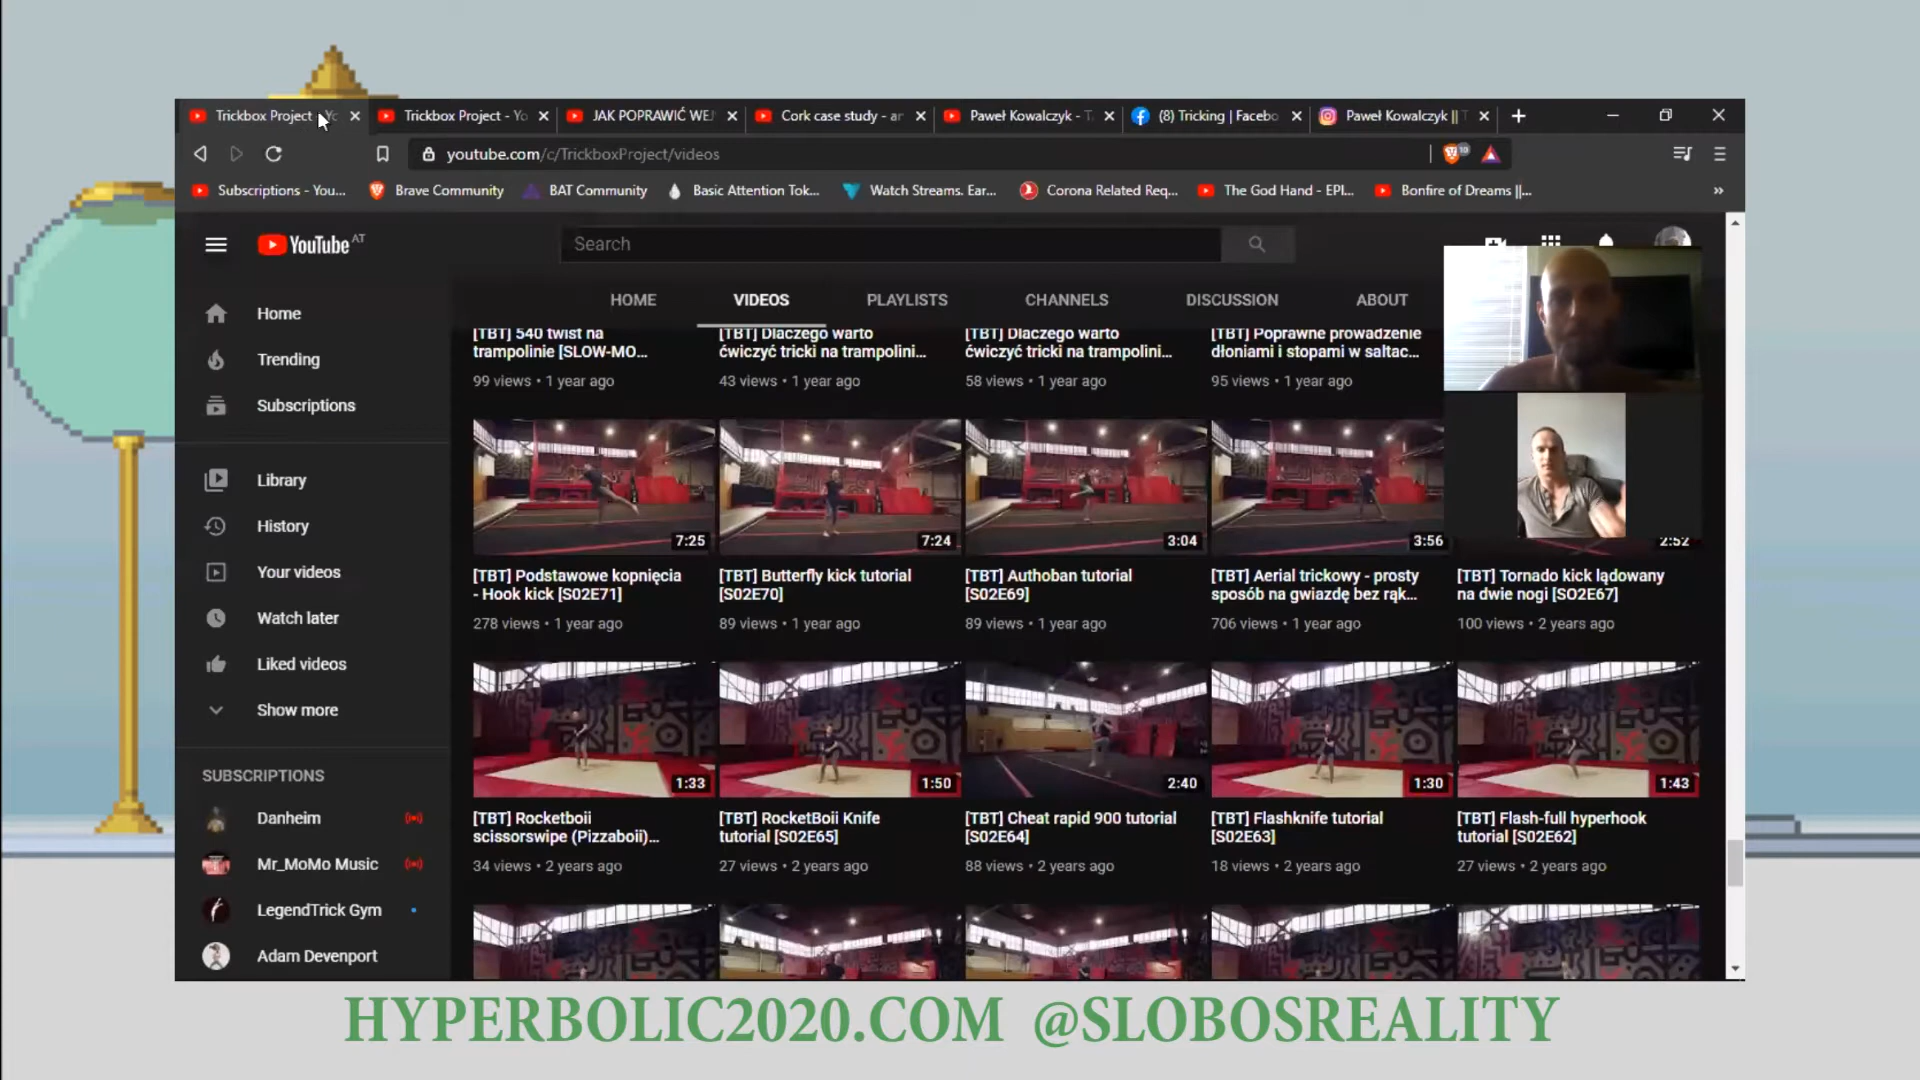 Trickbox Project - Yo
Trickbox Project - Yo
JAK POPRAWIĆ WEJ
Cork case study - ar
Paweł Kowalczyk - T
(8) Tricking | Facebo
Paweł Kowalczyk || T
youtube.com/c/TrickboxProject/videos
10
Subscriptions - You...
Brave Community
BAT Community
Basic Attention Tok...
Watch Streams. Ear...
Corona Related Req...
The God Hand - EPI...
Bonfire of Dreams ||...
»
YouTube AT
Search
HOME
VIDEOS
PLAYLISTS
CHANNELS
DISCUSSION
ABOUT
Home
Trending
Subscriptions
Library
History
Your videos
Watch later
Liked videos
Show more
SUBSCRIPTIONS
Danheim
Mr_MoMo Music
LegendTrick Gym
Adam Devenport
[TBT] 540 twist na
trampolinie [SLOW-MO...
99 views • 1 year ago
[TBT] Dlaczego warto
ćwiczyć tricki na trampolini...
43 views • 1 year ago
[TBT] Dlaczego warto
ćwiczyć tricki na trampolini...
58 views • 1 year ago
[TBT] Poprawne prowadzenie
dłoniami i stopami w saltac...
95 views • 1 year ago
7:25
[TBT] Podstawowe kopnięcia
- Hook kick [S02E71]
278 views • 1 year ago
7:24
[TBT] Butterfly kick tutorial
[S02E70]
89 views • 1 year ago
3:04
[TBT] Authoban tutorial
[S02E69]
89 views • 1 year ago
3:56
[TBT] Aerial trickowy - prosty
sposób na gwiazdę bez rąk...
706 views • 1 year ago
2:52
[TBT] Tornado kick lądowany
na dwie nogi [SO2E67]
100 views • 2 years ago
1:33
[TBT] Rocketboii
scissorswipe (Pizzaboii)...
34 views • 2 years ago
1:50
[TBT] RocketBoii Knife
tutorial [S02E65]
27 views • 2 years ago
2:40
[TBT] Cheat rapid 900 tutorial
[S02E64]
88 views • 2 years ago
1:30
[TBT] Flashknife tutorial
[S02E63]
18 views • 2 years ago
1:43
[TBT] Flash-full hyperhook
tutorial [S02E62]
27 views • 2 years ago
HYPERBOLIC2020.COM @SLOBOSREALITY